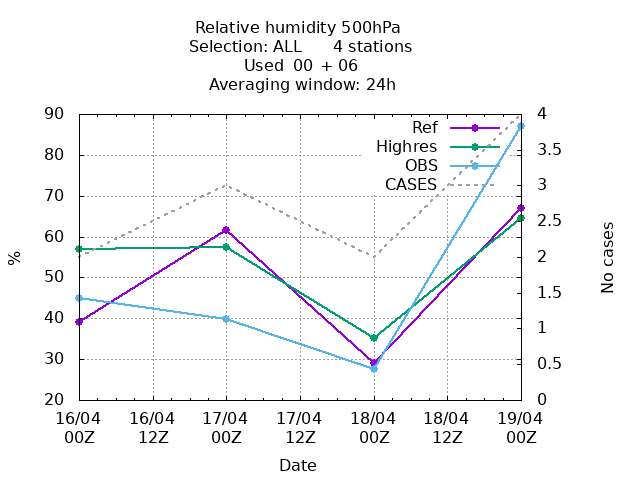 Relative humidity 500hPa
Selection: ALL 4 stations
Used 00 + 06
Averaging window: 24h
90
80
70
60
50
40
30
20
%
4
3.5
3
2.5
2
1.5
1
0.5
0
No cases
Ref
Highres
OBS
CASES
16/04 16/04 17/04 17/04 18/04 18/04 19/04
00Z 12Z 00Z 12Z 00Z 12Z 00Z
Date